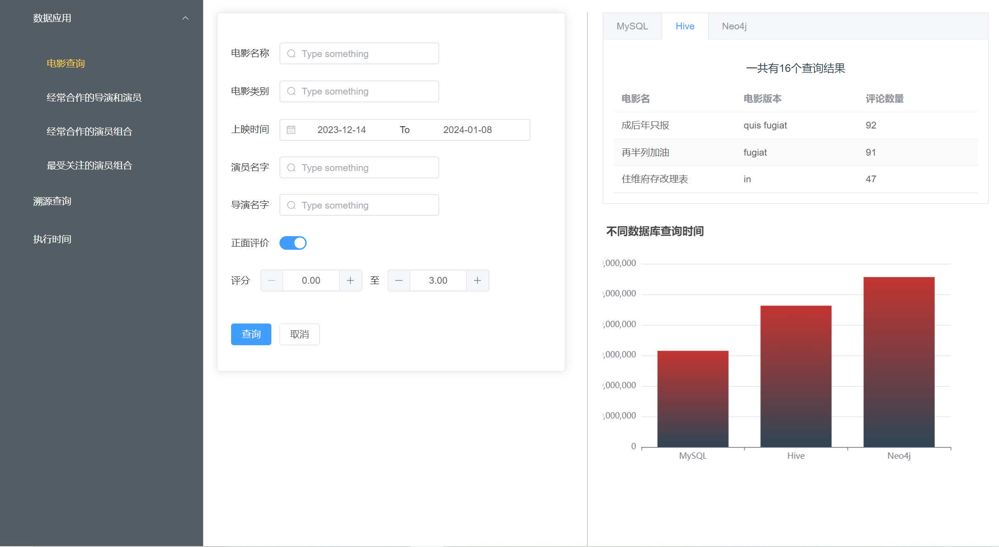 数据应用
电影查询
经常合作的导演和演员
经常合作的演员组合
最受关注的演员组合
溯源查询
执行时间
电影名称 Type something
电影类别 Type something
上映时间 2023-12-14 To 2024-01-08
演员名字 Type something
导演名字 Type something
正面评价
评分 0.00 至 3.00
查询 取消
MySQL Hive Neo4j
一共有16个查询结果
电影名 电影版本 评论数量
成后年只报 quis fugiat 92
再半列加油 fugiat 91
住维府存改理表 in 47
不同数据库查询时间
,000,000
,000,000
,000,000
,000,000
,000,000
,000,000
0
MySQL Hive Neo4j